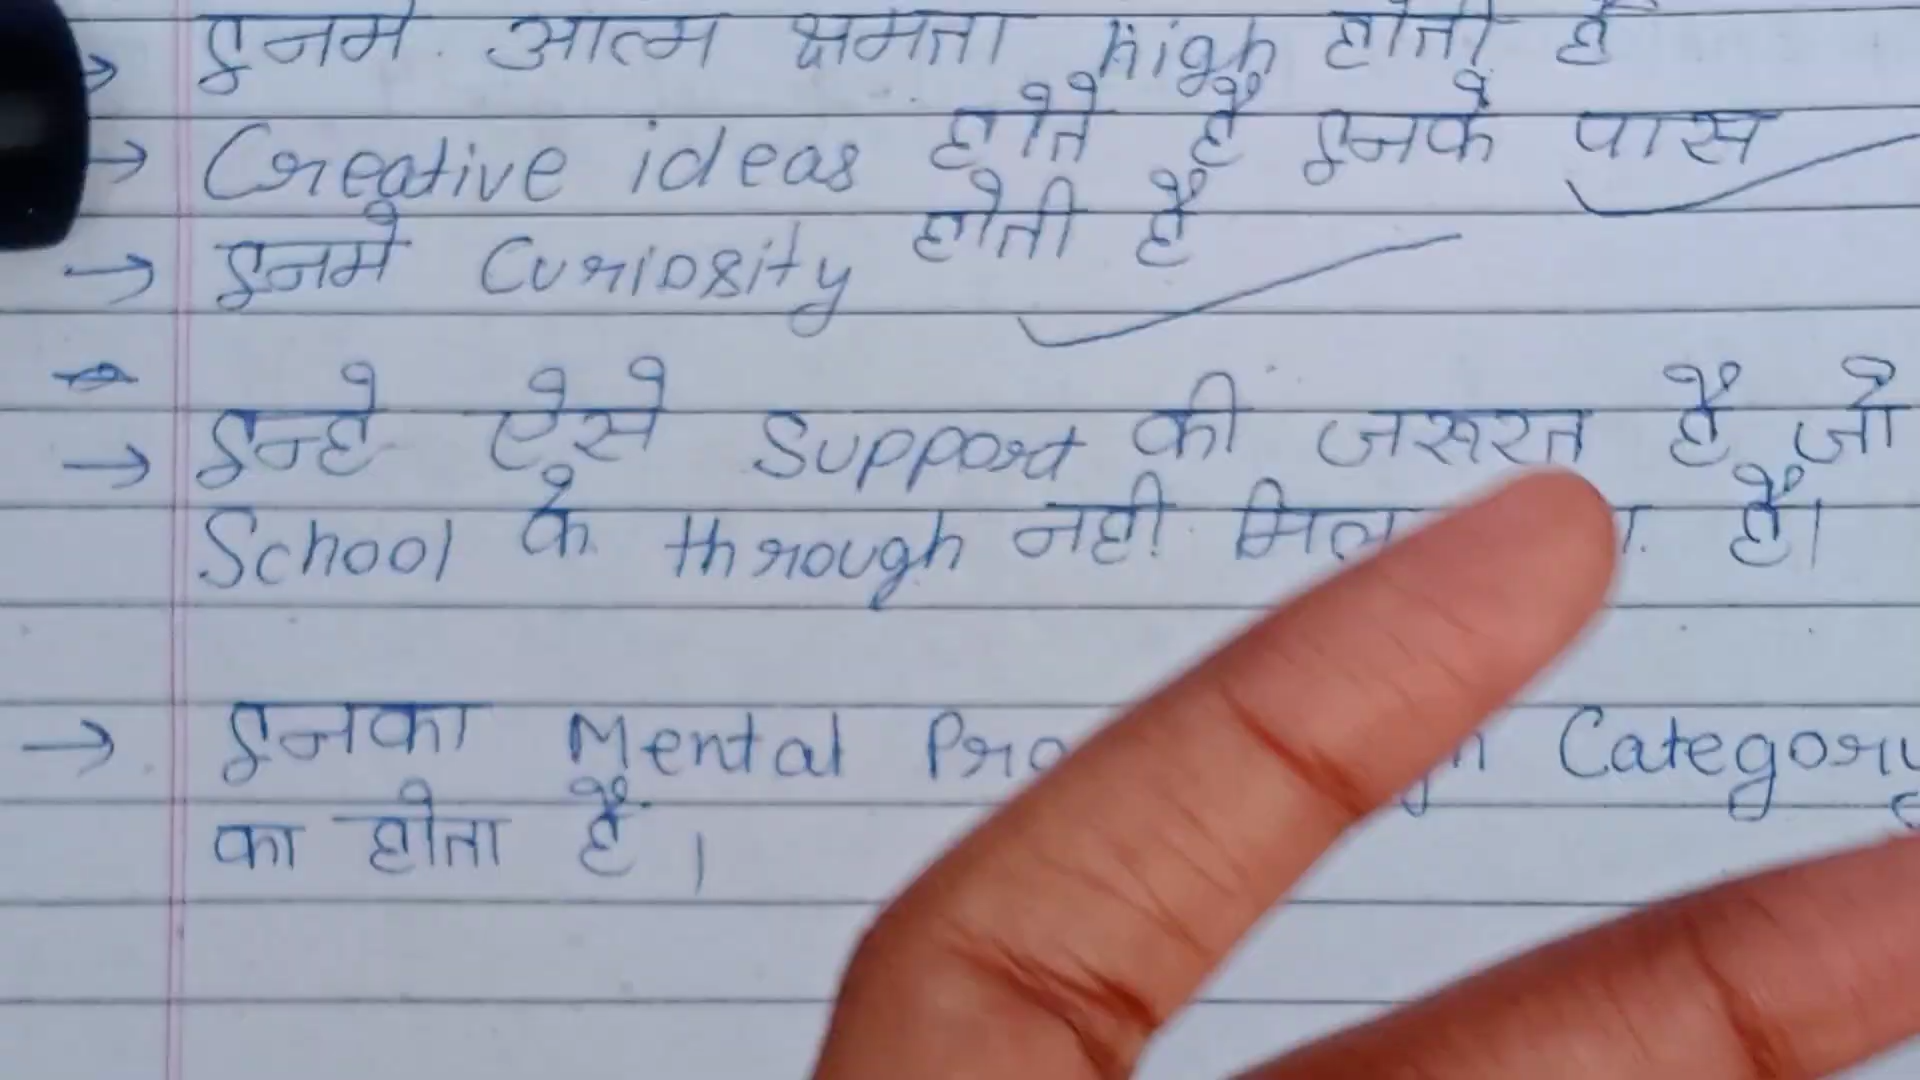 → इनमे आत्म क्षमता high होती है
→ Creative ideas होते है इनके पास
→ इनमे Curiosity होती है
→ इन्हे ऐसे Support की जरूरत है जो
School के through नही मिल है।
→ इनका Mental Category
का होता है।